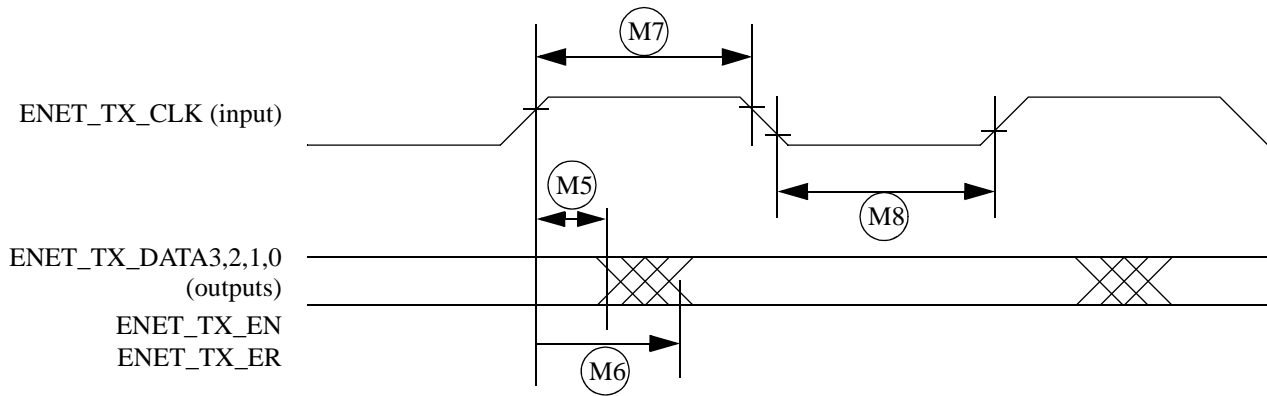 M7
ENET_TX_CLK (input)
M5
M8
ENET_TX_DATA3,2,1,0
(outputs)
ENET_TX_EN
ENET_TX_ER
M6